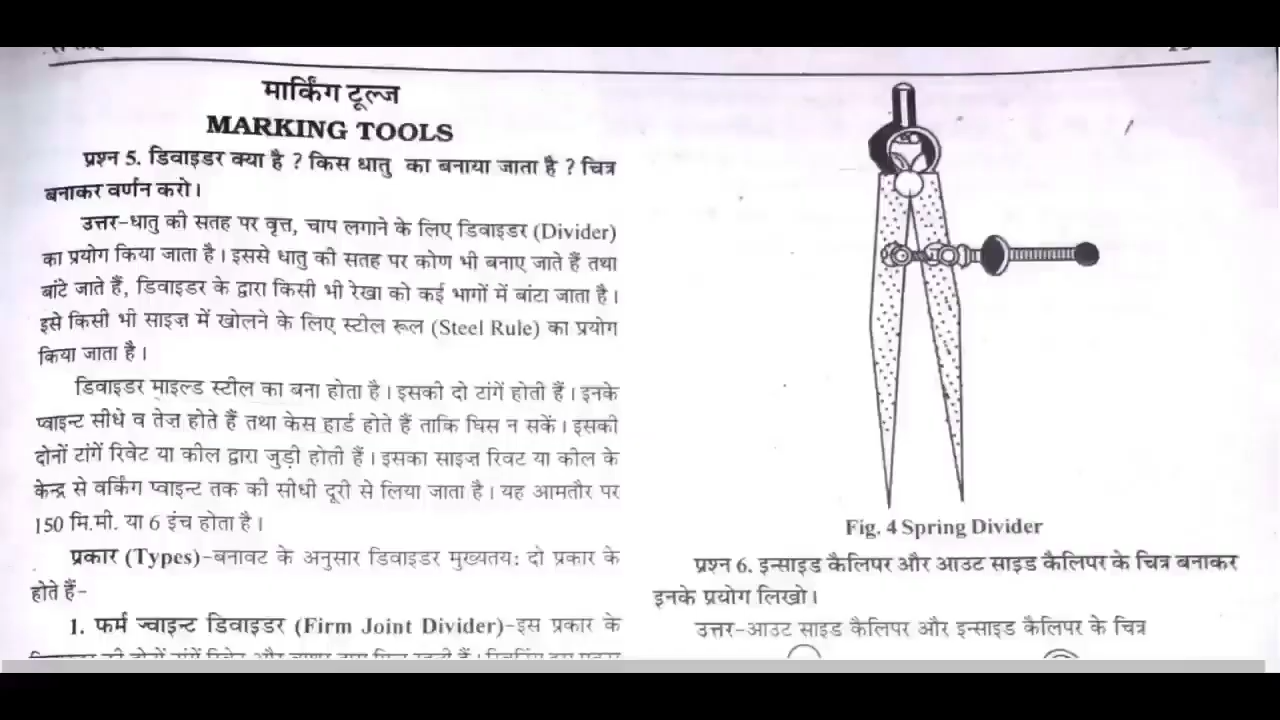 मार्किंग टूल्ज
MARKING TOOLS
प्रश्न 5. डिवाइडर क्या है ? किस धातु का बनाया जाता है ? चित्र
बनाकर वर्णन करो।
उत्तर-धातु की सतह पर वृत्त, चाप लगाने के लिए डिवाइडर (Divider)
का प्रयोग किया जाता है। इससे धातु की सतह पर कोण भी बनाए जाते हैं तथा
बांटे जाते हैं, डिवाइडर के द्वारा किसी भी रेखा को कई भागों में बांटा जाता है।
इसे किसी भी साइज़ में खोलने के लिए स्टील रूल (Steel Rule) का प्रयोग
किया जाता है।
डिवाइडर माइल्ड स्टील का बना होता है। इसकी दो टांगें होती हैं। इनके
प्वाइन्ट सीधे व तेज़ होते हैं तथा केस हार्ड होते हैं ताकि घिस न सकें। इसकी
दोनों टांगें रिवेट या कील द्वारा जुड़ी होती हैं। इसका साइज़ रिवट या कील के
केन्द्र से वर्किंग प्वाइन्ट तक की सीधी दूरी से लिया जाता है। यह आमतौर पर
150 मि.मी. या 6 इंच होता है।
प्रकार (Types)-बनावट के अनुसार डिवाइडर मुख्यतय: दो प्रकार के
होते हैं-
1. फर्म ज्वाइन्ट डिवाइडर (Firm Joint Divider)-इस प्रकार के
Fig. 4 Spring Divider
प्रश्न 6. इन्साइड कैलिपर और आउट साइड कैलिपर के चित्र बनाकर
इनके प्रयोग लिखो।
उत्तर-आउट साइड कैलिपर और इन्साइड कैलिपर के चित्र